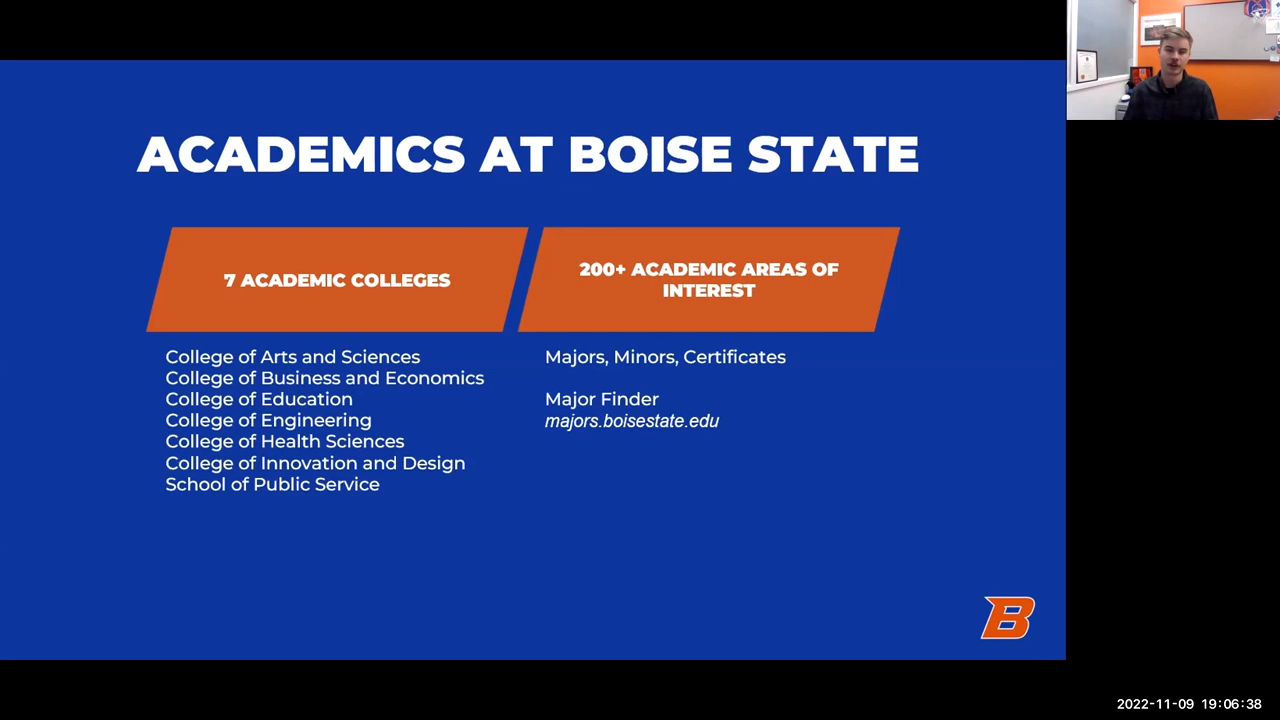 ACADEMICS AT BOISE STATE
7 ACADEMIC COLLEGES
College of Arts and Sciences
College of Business and Economics
College of Education
College of Engineering
College of Health Sciences
College of Innovation and Design
School of Public Service
200+ ACADEMIC AREAS OF
INTEREST
Majors, Minors, Certificates
Major Finder
majors.boisestate.edu
B
2022-11-09 19:06:38